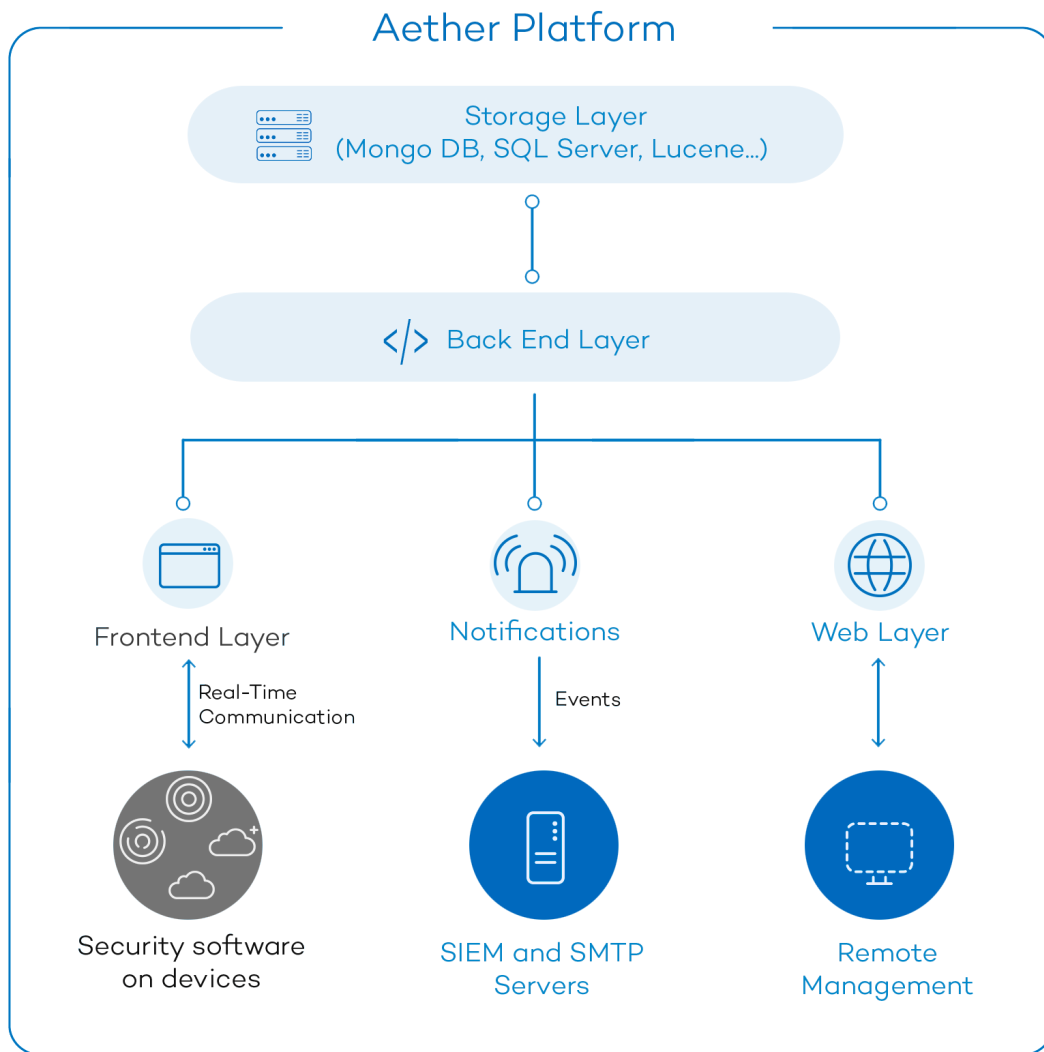 Aether Platform
Storage Layer
(Mongo DB, SQL Server, Lucene...)
</> Back End Layer
Frontend Layer
Notifications
Web Layer
Real-Time
Communication
Events
Security software
on devices
SIEM and SMTP
Servers
Remote
Management